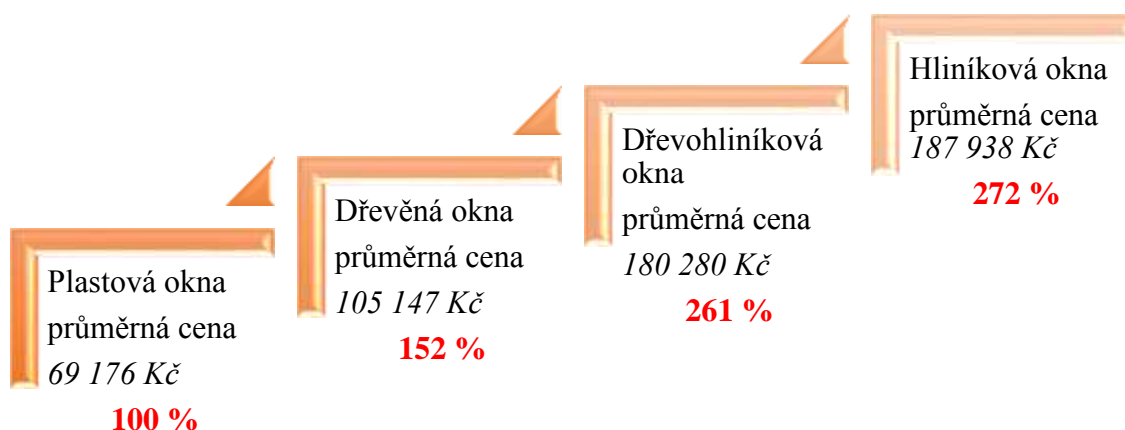 Plastová okna
průměrná cena
69 176 Kč
100 %
Dřevěná okna
průměrná cena
105 147 Kč
152 %
Dřevohliníková
okna
průměrná cena
180 280 Kč
261 %
Hliníková okna
průměrná cena
187 938 Kč
272 %